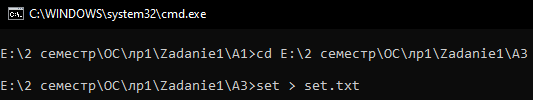 C:\WINDOWS\system32\cmd.exe
E:\2 семестр\ОС\лр1\Zadanie1\A1>cd E:\2 семестр\ОС\лр1\Zadanie1\A3
E:\2 семестр\ОС\лр1\Zadanie1\A3>set > set.txt